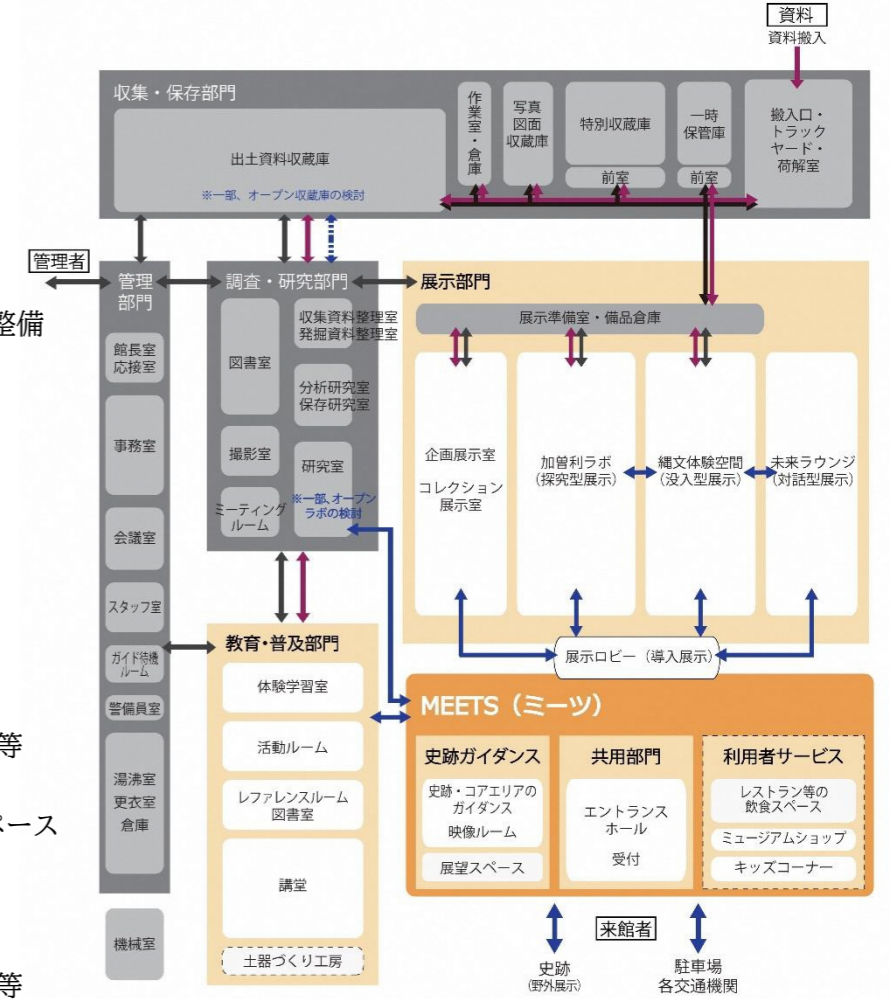 資料
資料搬入
収集・保存部門
出土資料収蔵庫
※一部、オープン収蔵庫の検討
作業室・倉庫
写真
図面
収蔵庫
特別収蔵庫
前室
一時
保管庫
前室
搬入口・
トラック
ヤード・
荷解室
管理者
管理
部門
館長室
応接室
事務室
会議室
スタッフ室
ガイド待機
ルーム
警備員室
湯沸室
更衣室
倉庫
機械室
整備
等
ペース
等
調査・研究部門
図書室
撮影室
ミーティング
ルーム
収集資料整理室
発掘資料整理室
分析研究室
保存研究室
研究室
※一部、オープン
ラボの検討
展示部門
展示準備室・備品倉庫
企画展示室
コレクション
展示室
加曽利ラボ
(探究型展示)
縄文体験空間
(没入型展示)
未来ラウンジ
(対話型展示)
展示ロビー（導入展示）
教育・普及部門
体験学習室
活動ルーム
レファレンスルーム
図書室
講堂
土器づくり工房
MEETS（ミーツ）
史跡ガイダンス
史跡・コアエリアの
ガイダンス
映像ルーム
展望スペース
共用部門
エントランス
ホール
受付
利用者サービス
レストラン等の
飲食スペース
ミュージアムショップ
キッズコーナー
来館者
史跡
(野外展示)
駐車場
各交通機関